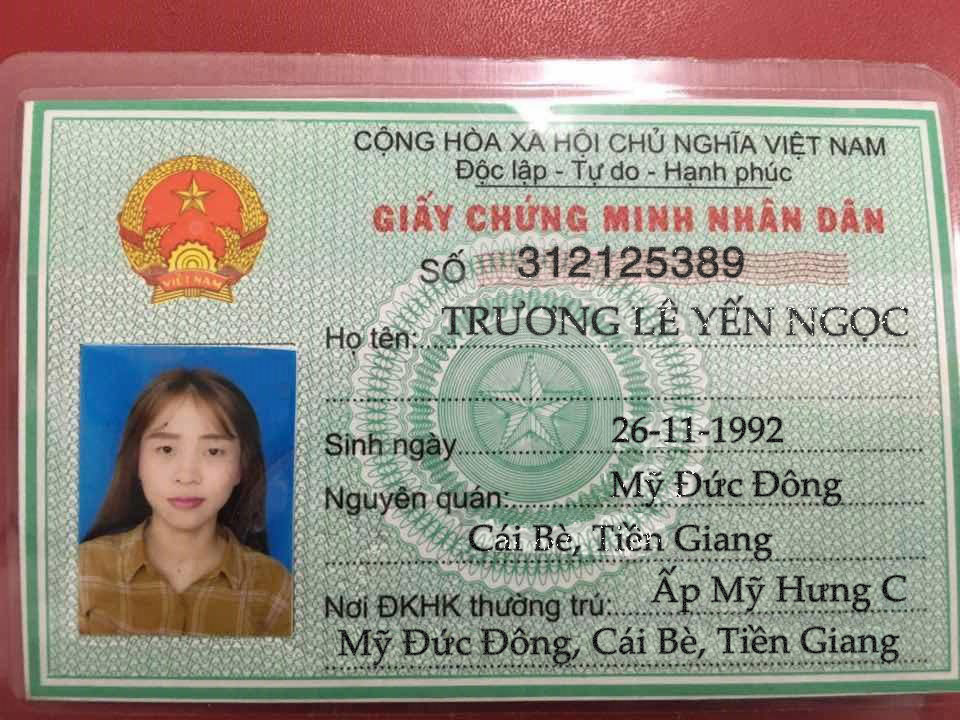 CỘNG HÒA XÃ HỘI CHỦ NGHĨA VIỆT NAM
Độc lập - Tự do - Hạnh phúc
GIẤY CHỨNG MINH NHÂN DÂN
SỐ 312125389
Họ tên: TRƯƠNG LÊ YẾN NGỌC
Sinh ngày 26-11-1992
Nguyên quán: Mỹ Đức Đông
Cái Bè, Tiền Giang
Nơi ĐKHK thường trú: Ấp Mỹ Hưng C
Mỹ Đức Đông, Cái Bè, Tiền Giang
VIỆT NAM